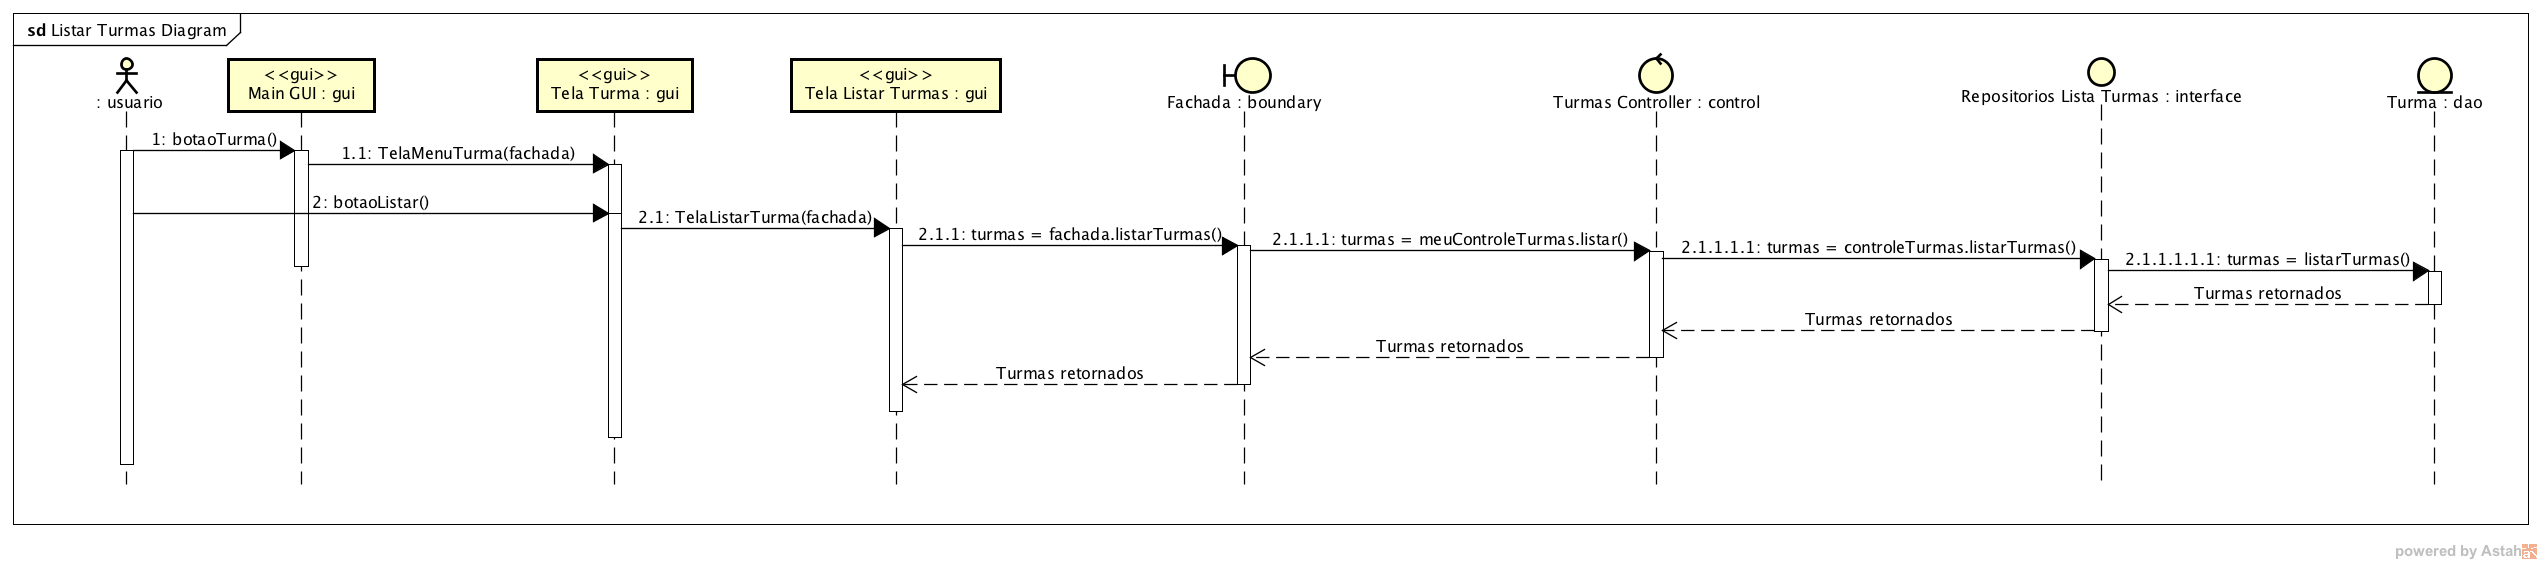 sd Listar Turmas Diagram
: usuario
<<gui>>
Main GUI : gui
<<gui>>
Tela Turma : gui
<<gui>>
Tela Listar Turmas : gui
Fachada : boundary
Turmas Controller : control
Repositorios Lista Turmas : interface
Turma : dao
1: botaoTurma()
1.1: TelaMenuTurma(fachada)
2: botaoListar()
2.1: TelaListarTurma(fachada)
2.1.1: turmas = fachada.listarTurmas()
2.1.1.1: turmas = meuControleTurmas.listar()
2.1.1.1.1: turmas = controleTurmas.listarTurmas()
2.1.1.1.1.1: turmas = listarTurmas()
Turmas retornados
Turmas retornados
Turmas retornados
Turmas retornados
powered by Astah